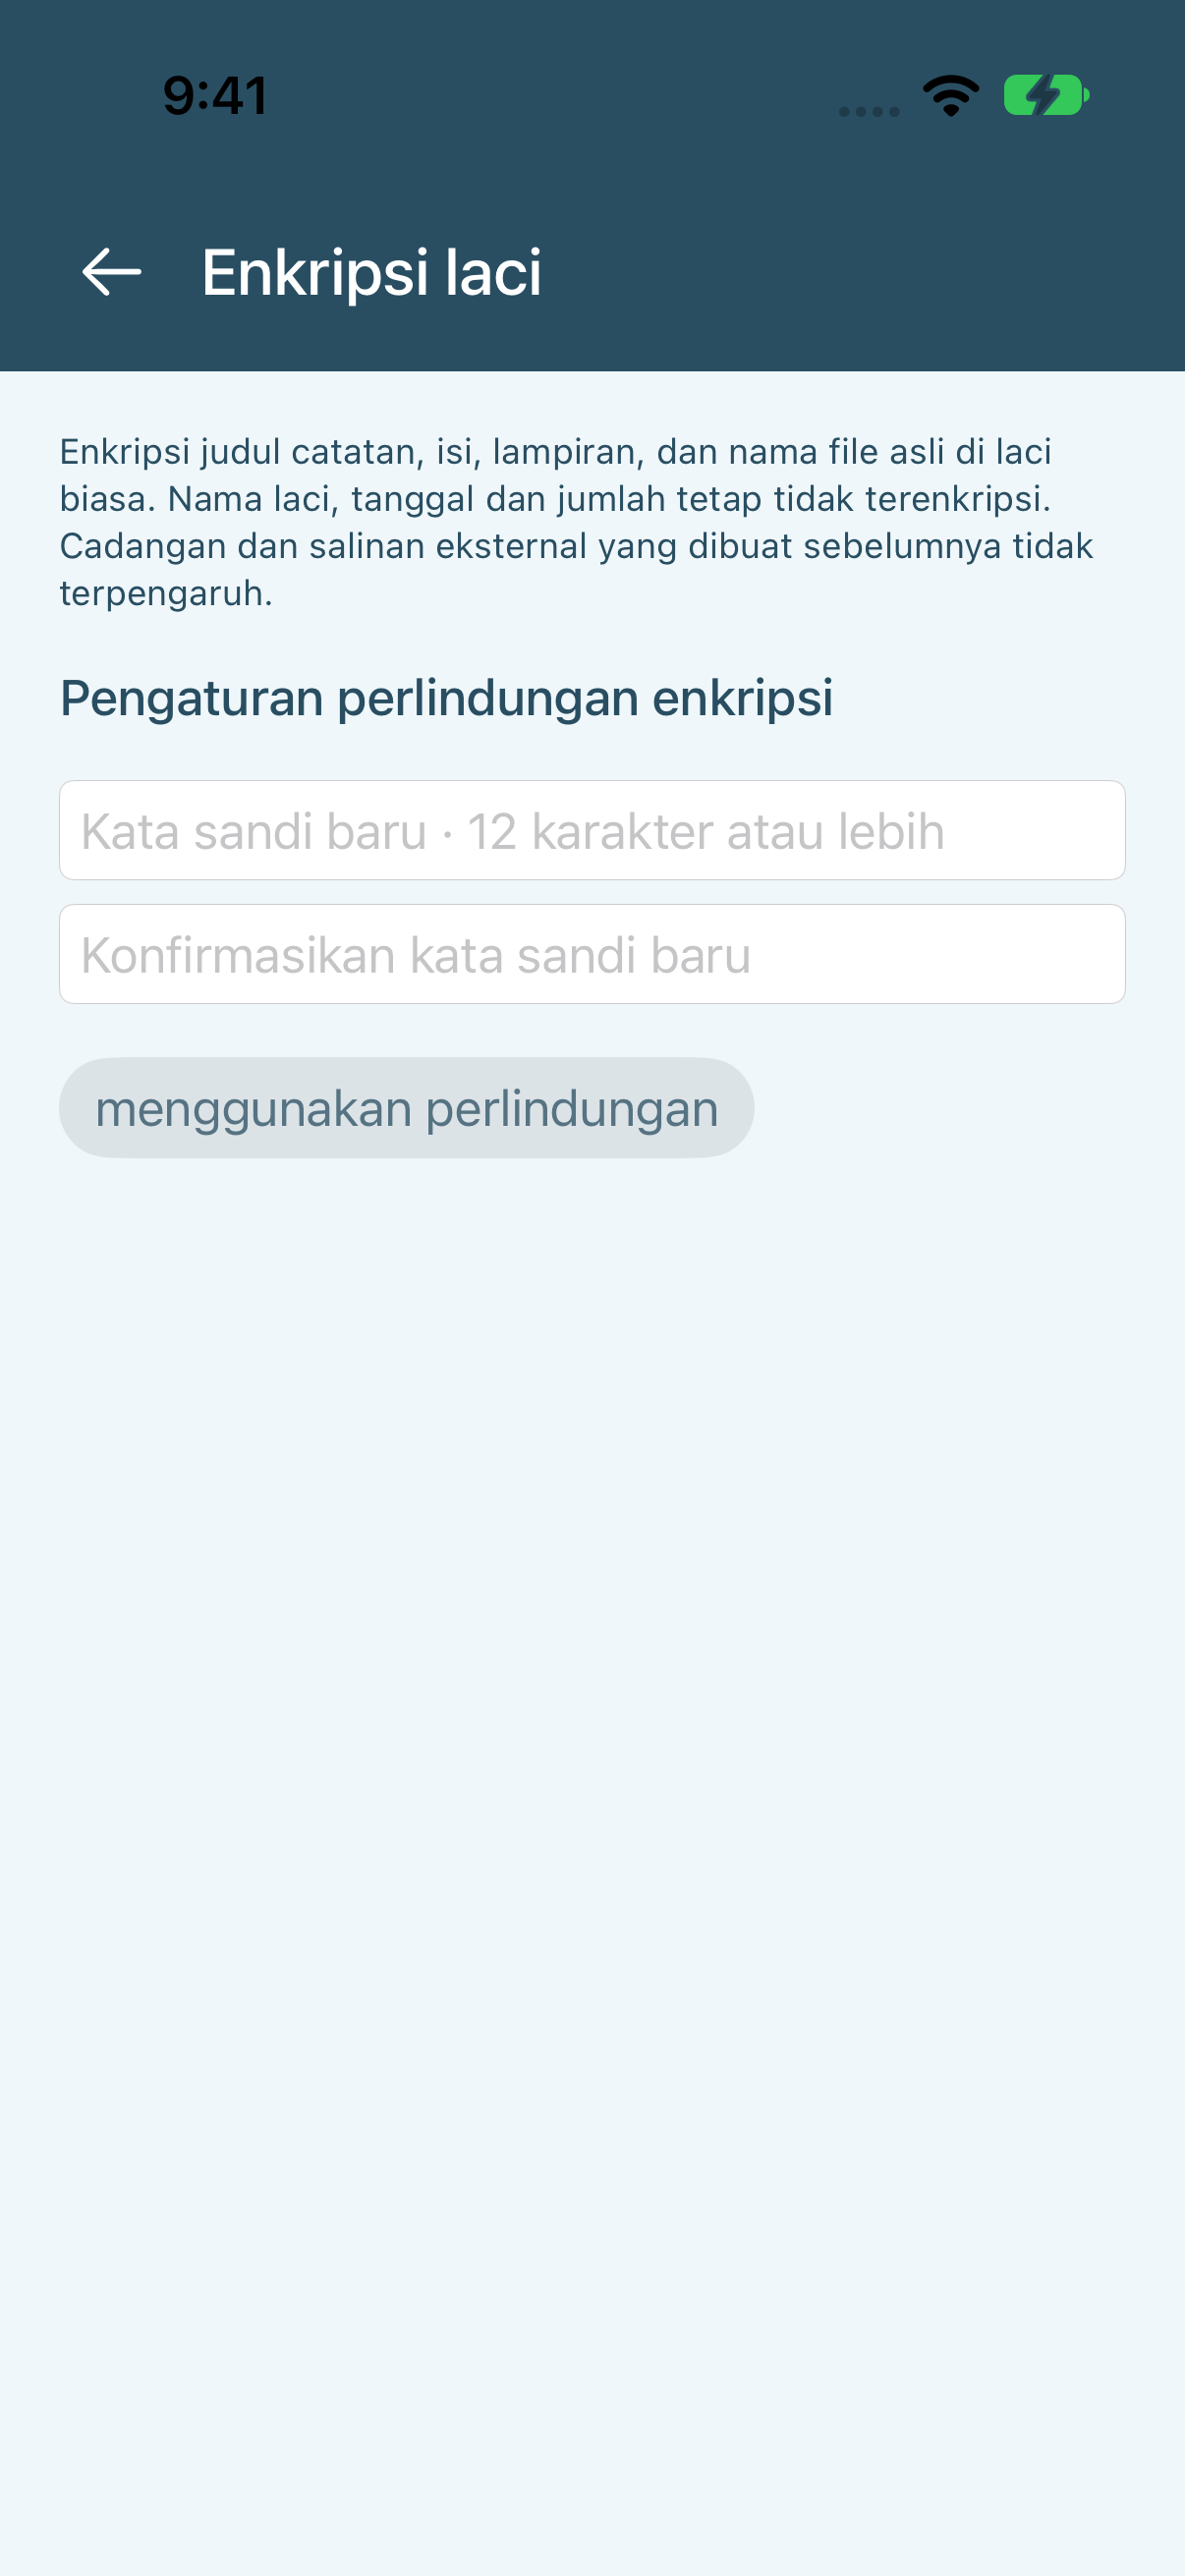 9:41
Enkripsi laci
Enkripsi judul catatan, isi, lampiran, dan nama file asli di laci
biasa. Nama laci, tanggal dan jumlah tetap tidak terenkripsi.
Cadangan dan salinan eksternal yang dibuat sebelumnya tidak
terpengaruh.
Pengaturan perlindungan enkripsi
Kata sandi baru · 12 karakter atau lebih
Konfirmasikan kata sandi baru
menggunakan perlindungan